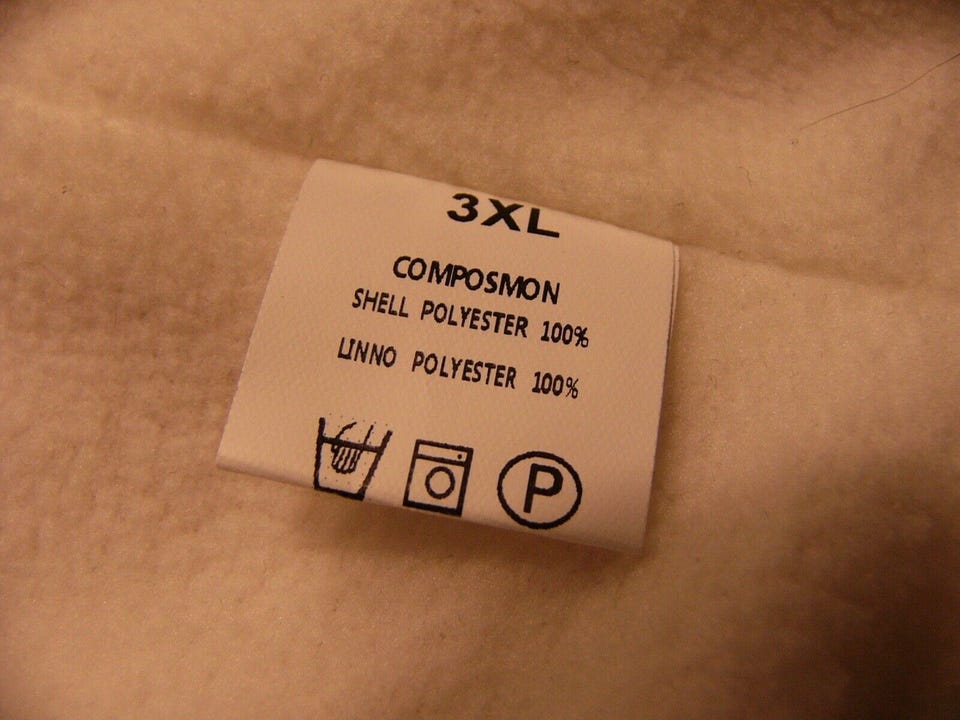 3XL
COMPOSMON
SHELL POLYESTER 100%
LINNO POLYESTER 100%
P